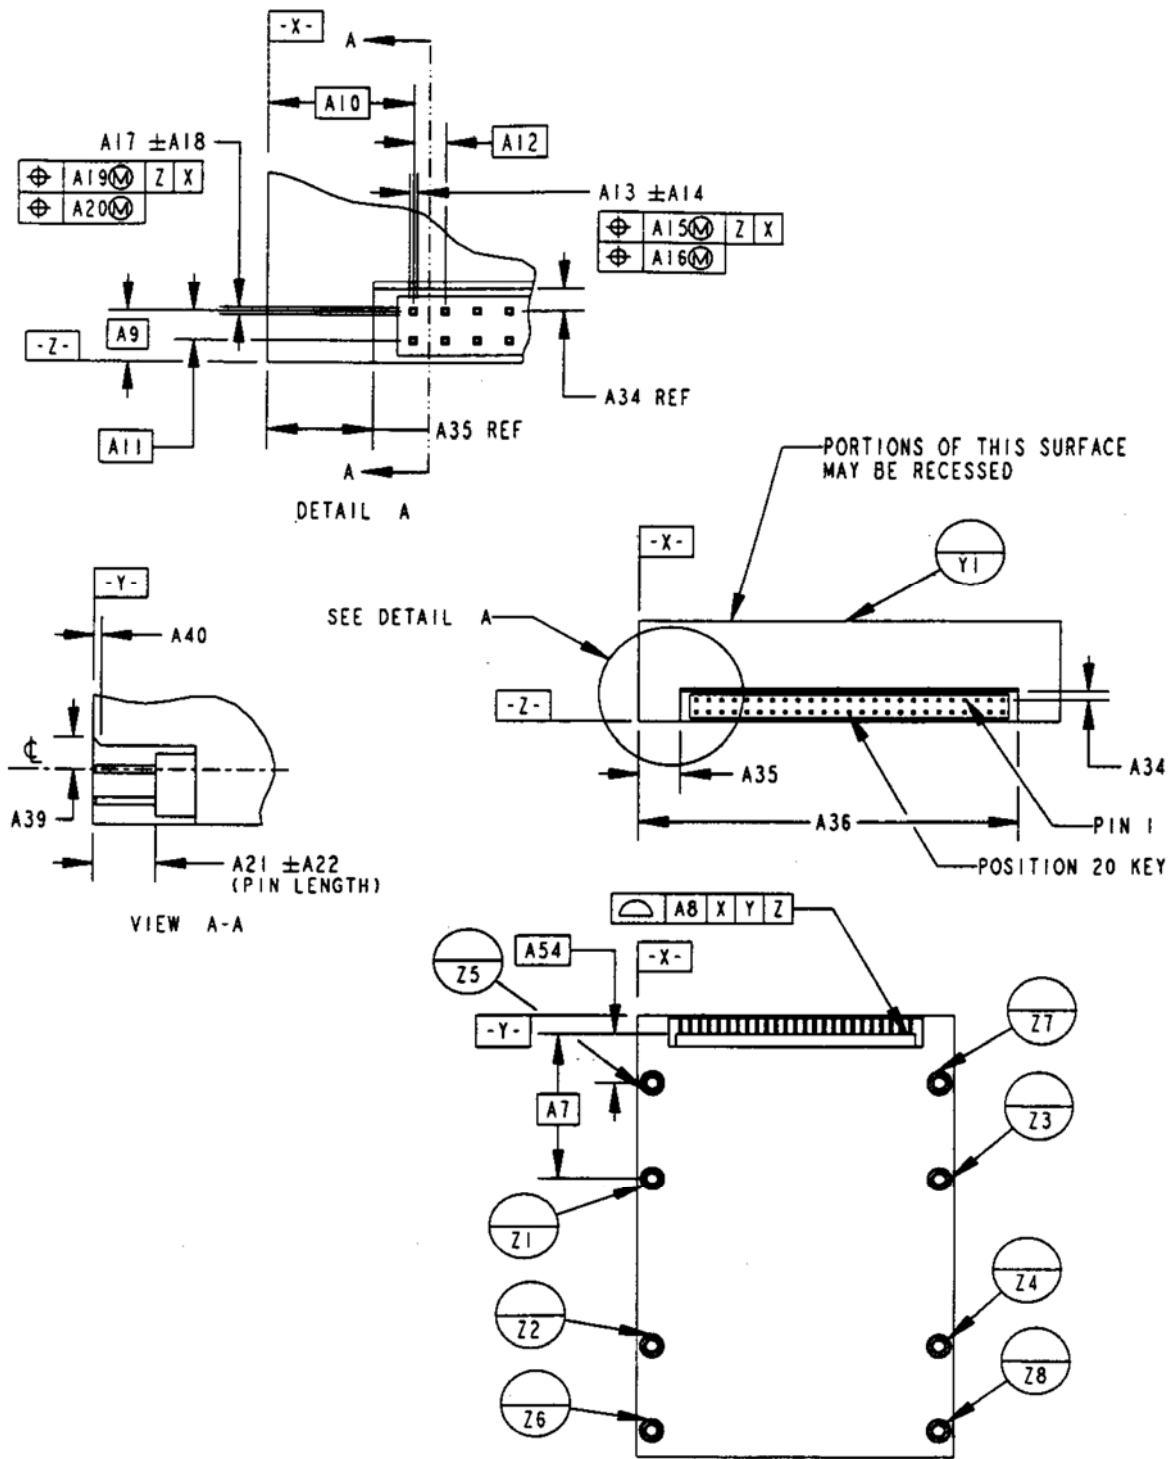 -X-
A
A10
A17 ±A18
A12
⌖ A19Ⓜ Z X
⌖ A20Ⓜ
A13 ±A14
⌖ A15Ⓜ Z X
⌖ A16Ⓜ
A9
-Z-
A34 REF
A11
A35 REF
A
DETAIL A
PORTIONS OF THIS SURFACE
MAY BE RECESSED
-X-
Y1
-Y-
A40
SEE DETAIL A
-Z-
℄
A39
A35
A34
A36
PIN 1
A21 ±A22
(PIN LENGTH)
POSITION 20 KEY
VIEW A-A
⌓ A8 X Y Z
A54
-X-
Z5
-Y-
Z7
A7
Z3
Z1
Z4
Z2
Z8
Z6